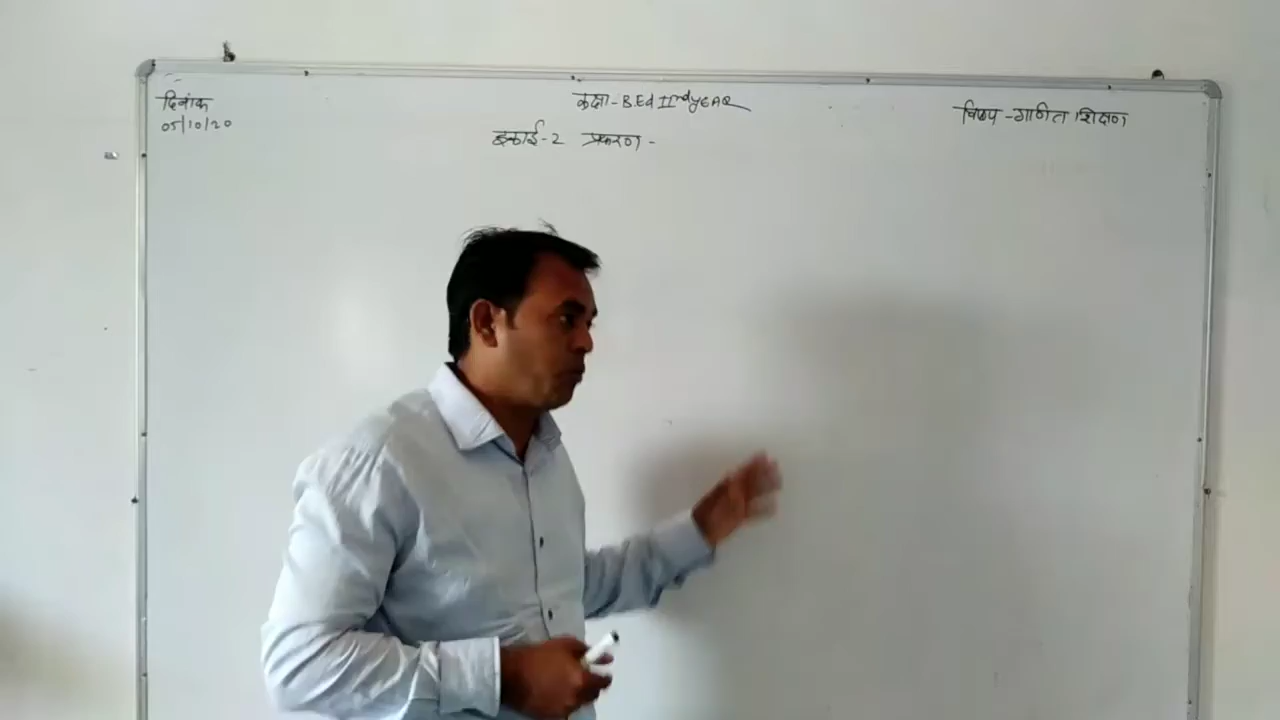 दिनांक
05/10/20
कक्षा - B.Ed IInd yEAR
विषय - गणित शिक्षण
इकाई - 2 प्रकरण -